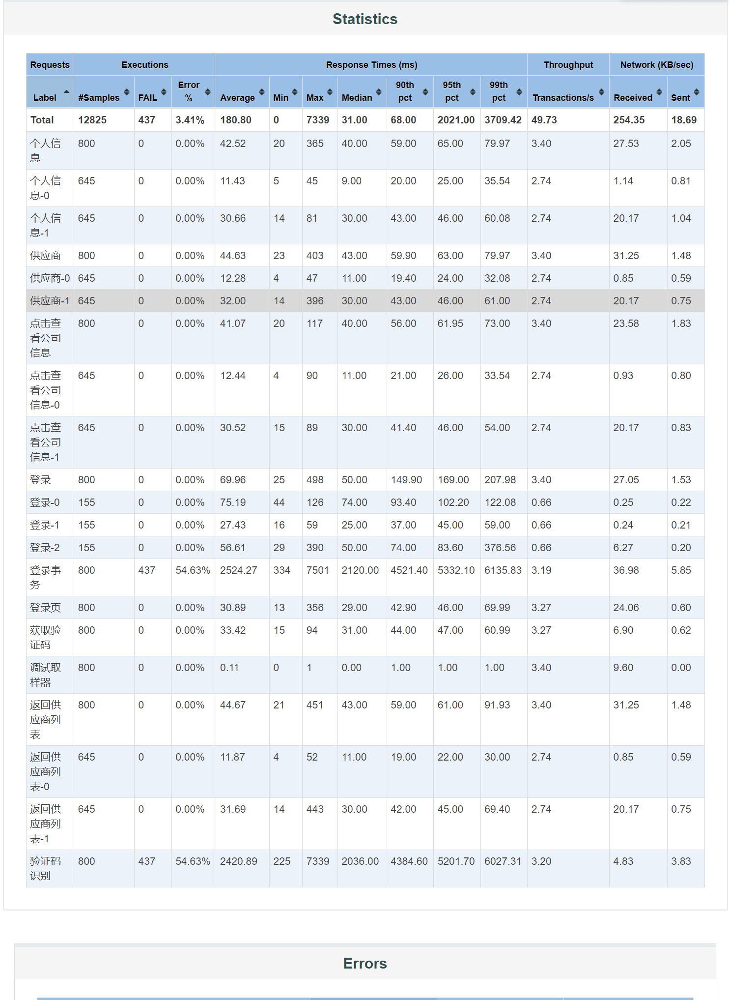 Statistics
Requests Executions Response Times (ms) Throughput Network (KB/sec)
Label #Samples FAIL Error % Average Min Max Median 90th pct 95th pct 99th pct Transactions/s Received Sent
Total 12825 437 3.41% 180.80 0 7339 31.00 68.00 2021.00 3709.42 49.73 254.35 18.69
个人信 800 0 0.00% 42.52 20 365 40.00 59.00 65.00 79.97 3.40 27.53 2.05
息
个人信 645 0 0.00% 11.43 5 45 9.00 20.00 25.00 35.54 2.74 1.14 0.81
息-0
个人信 645 0 0.00% 30.66 14 81 30.00 43.00 46.00 60.08 2.74 20.17 1.04
息-1
供应商 800 0 0.00% 44.63 23 403 43.00 59.90 63.00 79.97 3.40 31.25 1.48
供应商-0 645 0 0.00% 12.28 4 47 11.00 19.40 24.00 32.08 2.74 0.85 0.59
供应商-1 645 0 0.00% 32.00 14 396 30.00 43.00 46.00 61.00 2.74 20.17 0.75
点击查 800 0 0.00% 41.07 20 117 40.00 56.00 61.95 73.00 3.40 23.58 1.83
看公司
信息
点击查 645 0 0.00% 12.44 4 90 11.00 21.00 26.00 33.54 2.74 0.93 0.80
看公司
信息-0
点击查 645 0 0.00% 30.52 15 89 30.00 41.40 46.00 54.00 2.74 20.17 0.83
看公司
信息-1
登录 800 0 0.00% 69.96 25 498 50.00 149.90 169.00 207.98 3.40 27.05 1.53
登录-0 155 0 0.00% 75.19 44 126 74.00 93.40 102.20 122.08 0.66 0.25 0.22
登录-1 155 0 0.00% 27.43 16 59 25.00 37.00 45.00 59.00 0.66 0.24 0.21
登录-2 155 0 0.00% 56.61 29 390 50.00 74.00 83.60 376.56 0.66 6.27 0.20
登录事 800 437 54.63% 2524.27 334 7501 2120.00 4521.40 5332.10 6135.83 3.19 36.98 5.85
务
登录页 800 0 0.00% 30.89 13 356 29.00 42.90 46.00 69.99 3.27 24.06 0.60
获取验 800 0 0.00% 33.42 15 94 31.00 44.00 47.00 60.99 3.27 6.90 0.62
证码
调试取 800 0 0.00% 0.11 0 1 0.00 1.00 1.00 1.00 3.40 9.60 0.00
样器
返回供 800 0 0.00% 44.67 21 451 43.00 59.00 61.00 91.93 3.40 31.25 1.48
应商列
表
返回供 645 0 0.00% 11.87 4 52 11.00 19.00 22.00 30.00 2.74 0.85 0.59
应商列
表-0
返回供 645 0 0.00% 31.69 14 443 30.00 42.00 45.00 69.40 2.74 20.17 0.75
应商列
表-1
验证码 800 437 54.63% 2420.89 225 7339 2036.00 4384.60 5201.70 6027.31 3.20 4.83 3.83
识别
Errors